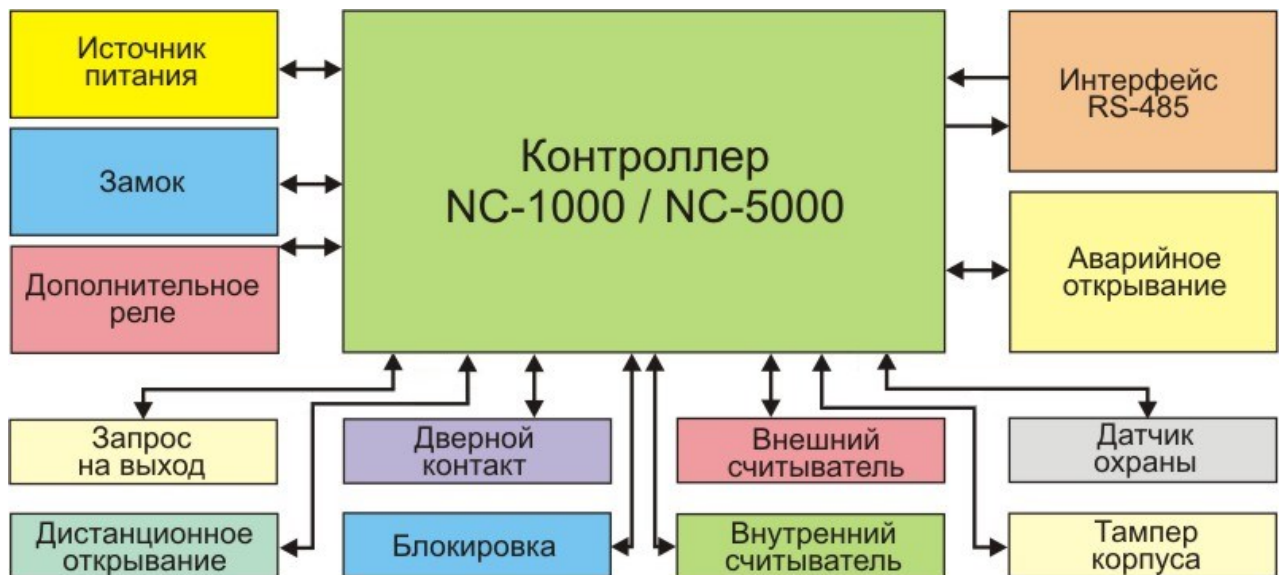 Источник
питания
Замок
Дополнительное
реле
Контроллер
NC-1000 / NC-5000
Интерфейс
RS-485
Аварийное
открывание
Запрос
на выход
Дверной
контакт
Внешний
считыватель
Датчик
охраны
Дистанционное
открывание
Блокировка
Внутренний
считыватель
Тампер
корпуса